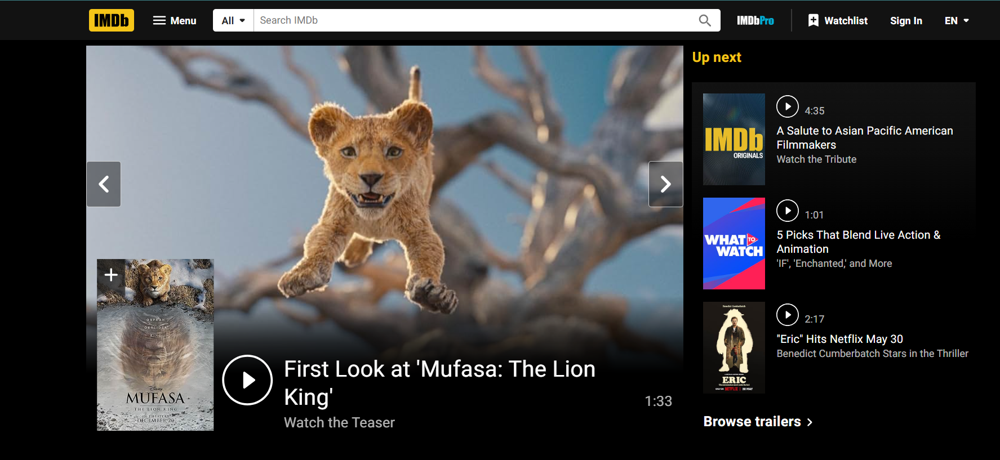 IMDb
Menu
All
Search IMDb
IMDbPro
Watchlist
Sign In
EN
ORPHAN
OUTSIDER
KING
Disney
MUFASA
THE LION KING
IN THEATERS
DECEMBER 20
First Look at 'Mufasa: The Lion
King'
Watch the Teaser
1:33
Up next
IMDb
ORIGINALS
4:35
A Salute to Asian Pacific American
Filmmakers
Watch the Tribute
WHAT TO
WATCH
1:01
5 Picks That Blend Live Action &
Animation
'IF', 'Enchanted,' and More
Benedict Cumberbatch
ERIC
ONLY ON NETFLIX | 30 MAY
2:17
"Eric" Hits Netflix May 30
Benedict Cumberbatch Stars in the Thriller
Browse trailers